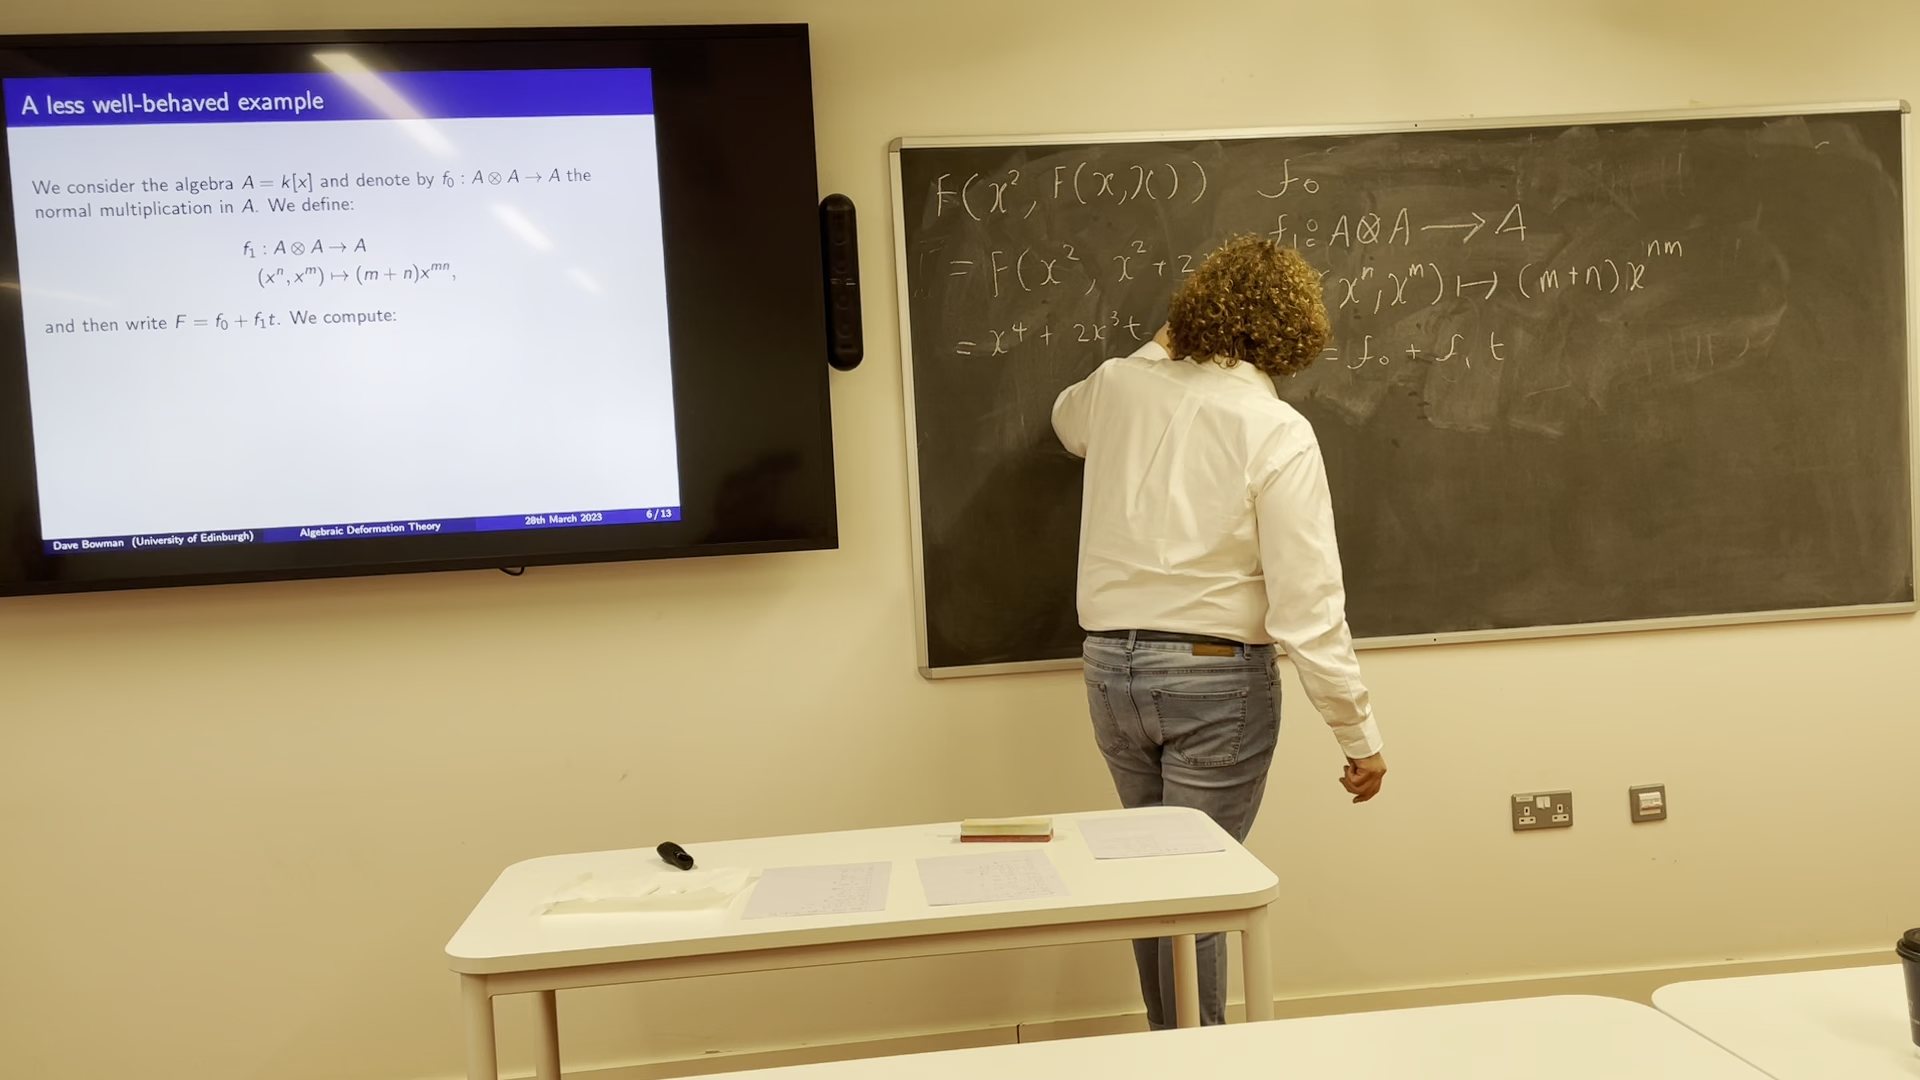 A less well-behaved example
We consider the algebra A = k[x] and denote by f₀ : A ⊗ A → A the
normal multiplication in A. We define:
f₁ : A ⊗ A → A
(xⁿ, xᵐ) ↦ (m + n)xᵐⁿ,
and then write F = f₀ + f₁t. We compute:
Dave Bowman (University of Edinburgh) Algebraic Deformation Theory 28th March 2023 6 / 13
F(x², F(x,x))
= F(x², x² + 2
= x⁴ + 2x³t
f₀
f₁ : A ⊗ A → A
xⁿ, xᵐ) ↦ (m+n)xⁿᵐ
= f₀ + f₁ t